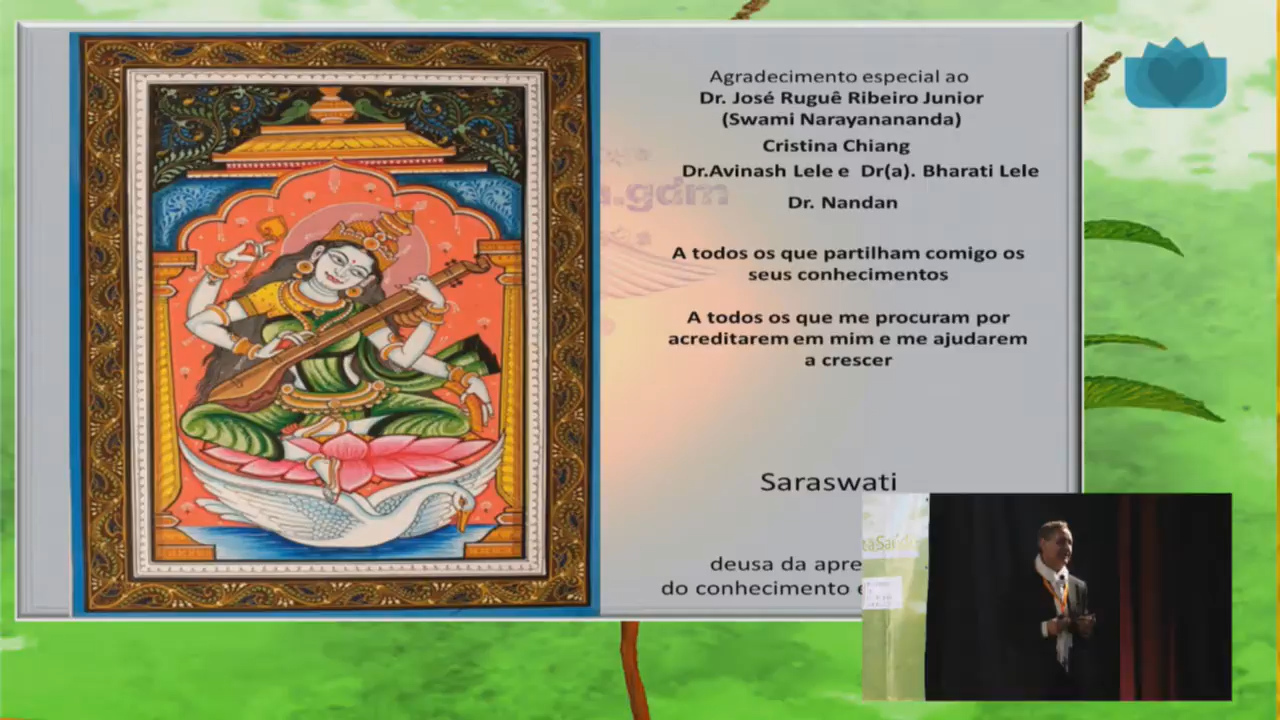 Agradecimento especial ao
Dr. José Ruguê Ribeiro Junior
(Swami Narayanananda)
Cristina Chiang
Dr.Avinash Lele e Dr(a). Bharati Lele
Dr. Nandan
u.gdm
A todos os que partilham comigo os
seus conhecimentos
A todos os que me procuram por
acreditarem em mim e me ajudarem
a crescer
Saraswati
deusa da apre
do conhecimento e